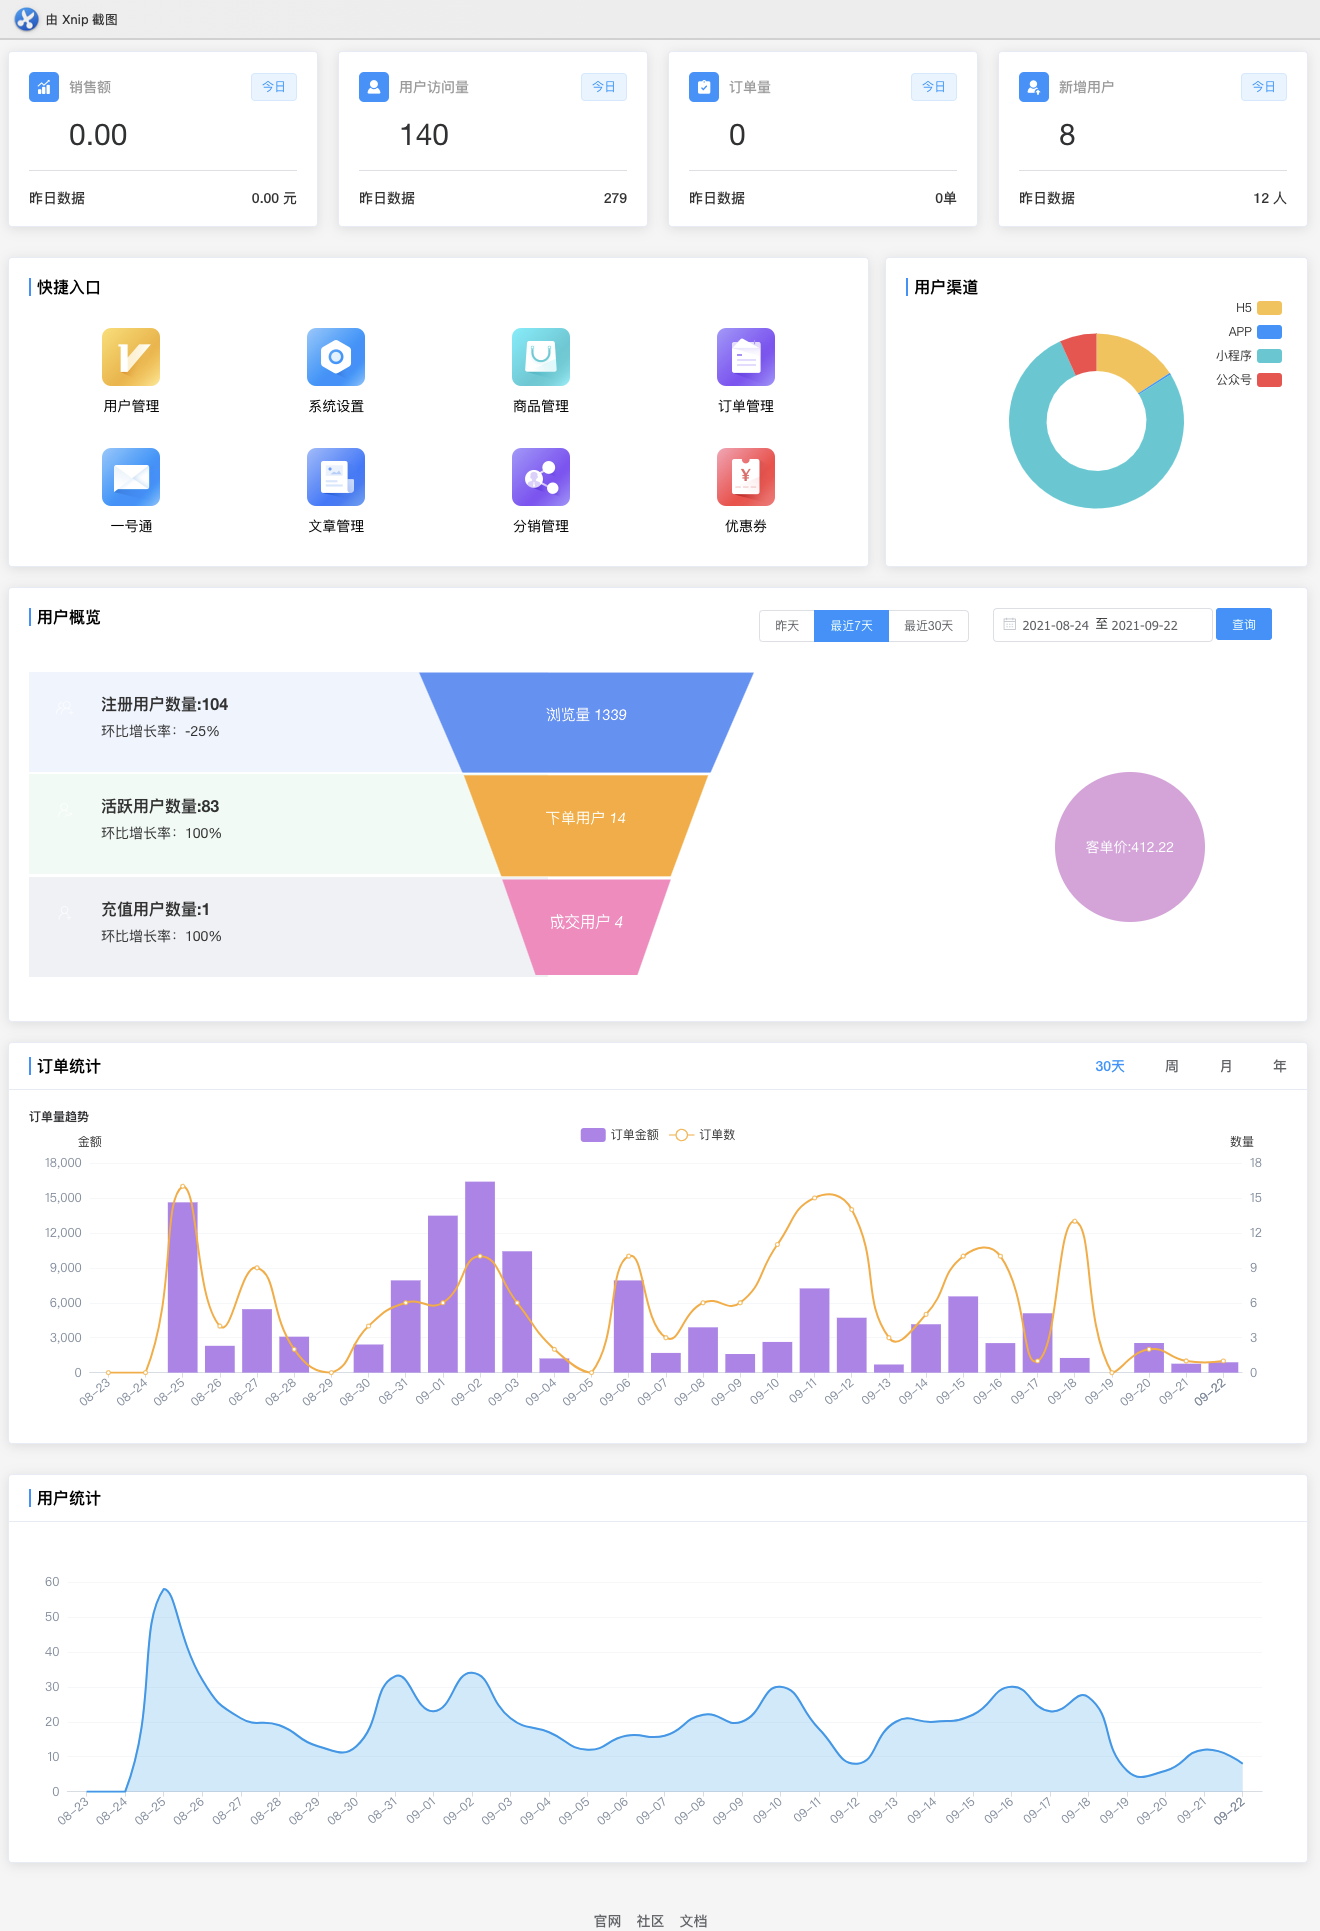 由 Xnip 截图
销售额 今日
0.00
昨日数据 0.00 元
用户访问量 今日
140
昨日数据 279
订单量 今日
0
昨日数据 0单
新增用户 今日
8
昨日数据 12 人
快捷入口
用户管理 系统设置 商品管理 订单管理
一号通 文章管理 分销管理 优惠券
用户渠道
H5
APP
小程序
公众号
用户概览
昨天 最近7天 最近30天 2021-08-24 至 2021-09-22 查询
注册用户数量:104
环比增长率：-25%
活跃用户数量:83
环比增长率：100%
充值用户数量:1
环比增长率：100%
浏览量 1339
下单用户 14
成交用户 4
客单价:412.22
订单统计 30天 周 月 年
订单量趋势
金额 订单金额 订单数 数量
18,000 18
15,000 15
12,000 12
9,000 9
6,000 6
3,000 3
0 0
08-23 08-24 08-25 08-26 08-27 08-28 08-29 08-30 08-31 09-01 09-02 09-03 09-04 09-05 09-06 09-07 09-08 09-09 09-10 09-11 09-12 09-13 09-14 09-15 09-16 09-17 09-18 09-19 09-20 09-21 09-22
用户统计
60
50
40
30
20
10
0
08-23 08-24 08-25 08-26 08-27 08-28 08-29 08-30 08-31 09-01 09-02 09-03 09-04 09-05 09-06 09-07 09-08 09-09 09-10 09-11 09-12 09-13 09-14 09-15 09-16 09-17 09-18 09-19 09-20 09-21 09-22
官网 社区 文档